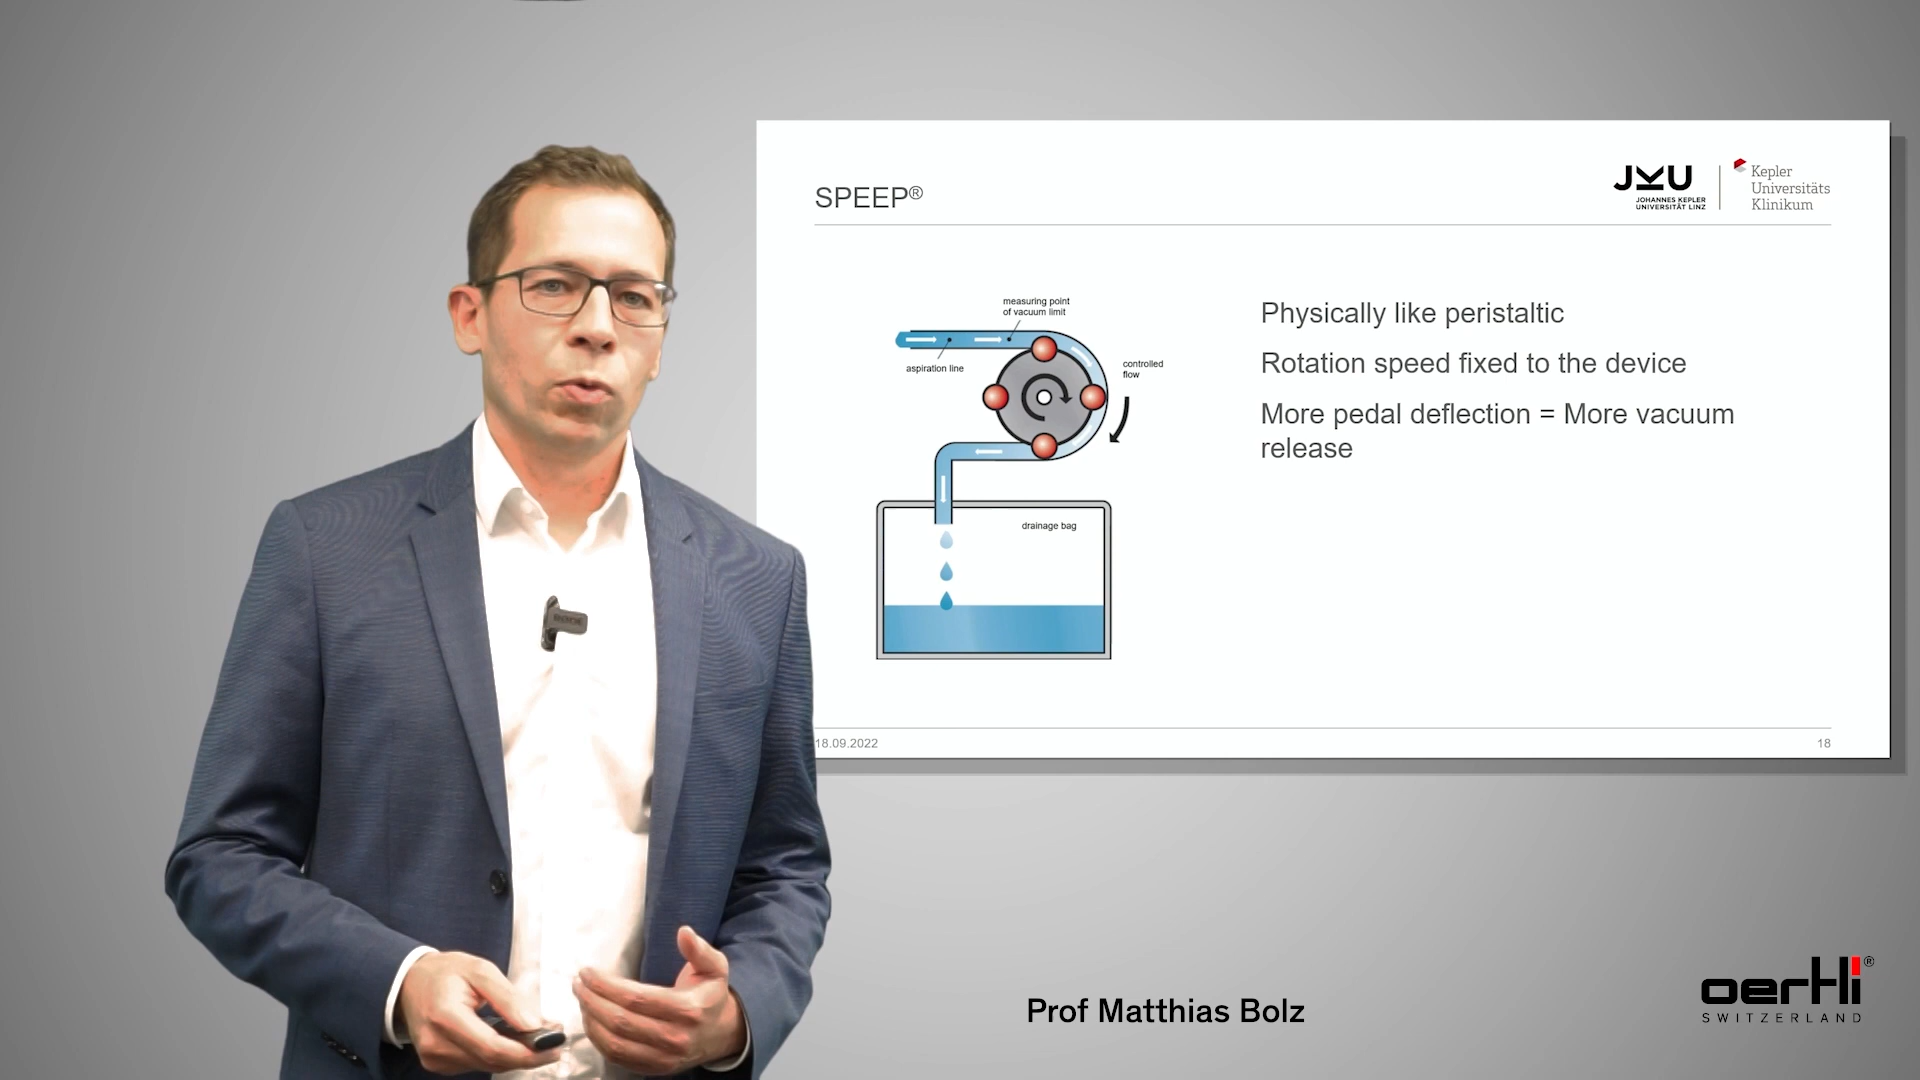 SPEEP®
JKU
JOHANNES KEPLER
UNIVERSITÄT LINZ
Kepler
Universitäts
Klinikum
measuring point
of vacuum limit
aspiration line
controlled
flow
drainage bag
Physically like peristaltic
Rotation speed fixed to the device
More pedal deflection = More vacuum
release
18.09.2022
18
RØDE
Prof Matthias Bolz
oertli®
SWITZERLAND